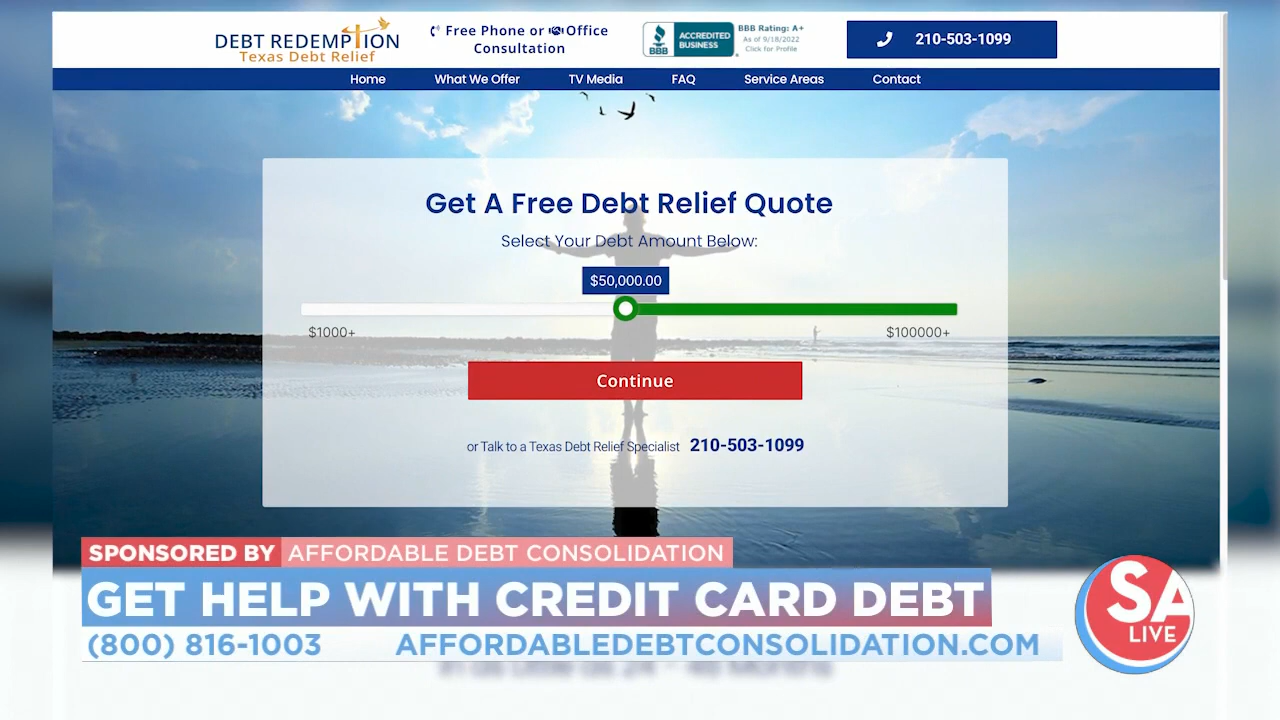 DEBT REDEMPTION
Texas Debt Relief
Free Phone or Office
Consultation
BBB
ACCREDITED
BUSINESS
BBB Rating: A+
As of 9/18/2022
Click for Profile
210-503-1099
Home What We Offer TV Media FAQ Service Areas Contact
Get A Free Debt Relief Quote
Select Your Debt Amount Below:
$50,000.00
$1000+ $100000+
Continue
or Talk to a Texas Debt Relief Specialist 210-503-1099
SPONSORED BY AFFORDABLE DEBT CONSOLIDATION
GET HELP WITH CREDIT CARD DEBT
(800) 816-1003 AFFORDABLEDEBTCONSOLIDATION.COM
SA
LIVE